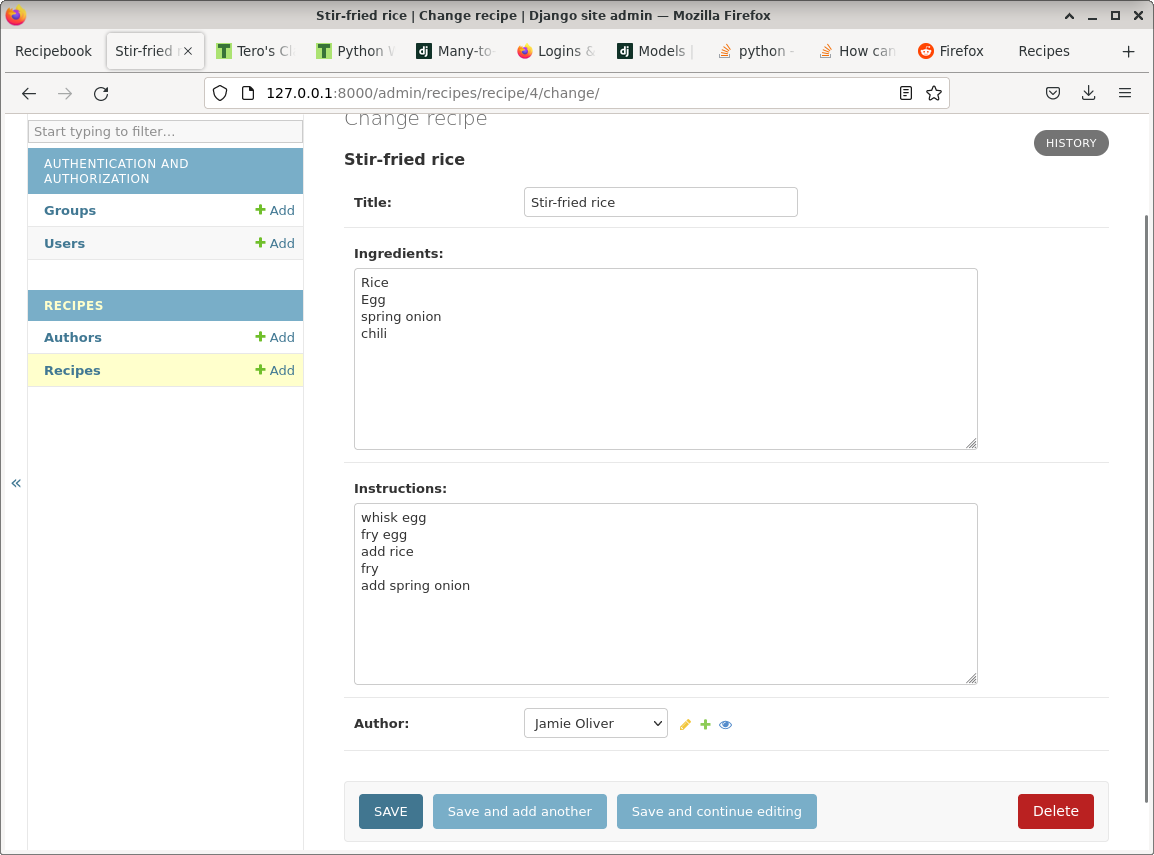 Stir-fried rice | Change recipe | Django site admin — Mozilla Firefox
Recipebook
Stir-fried
Tero's Cl
Python W
Many-to-
Logins &
Models |
python -
How can
Firefox
Recipes
127.0.0.1:8000/admin/recipes/recipe/4/change/
Start typing to filter...
AUTHENTICATION AND
AUTHORIZATION
Groups + Add
Users + Add
RECIPES
Authors + Add
Recipes + Add
«
Change recipe
HISTORY
Stir-fried rice
Title: Stir-fried rice
Ingredients:
Rice
Egg
spring onion
chili
Instructions:
whisk egg
fry egg
add rice
fry
add spring onion
Author: Jamie Oliver
SAVE
Save and add another
Save and continue editing
Delete